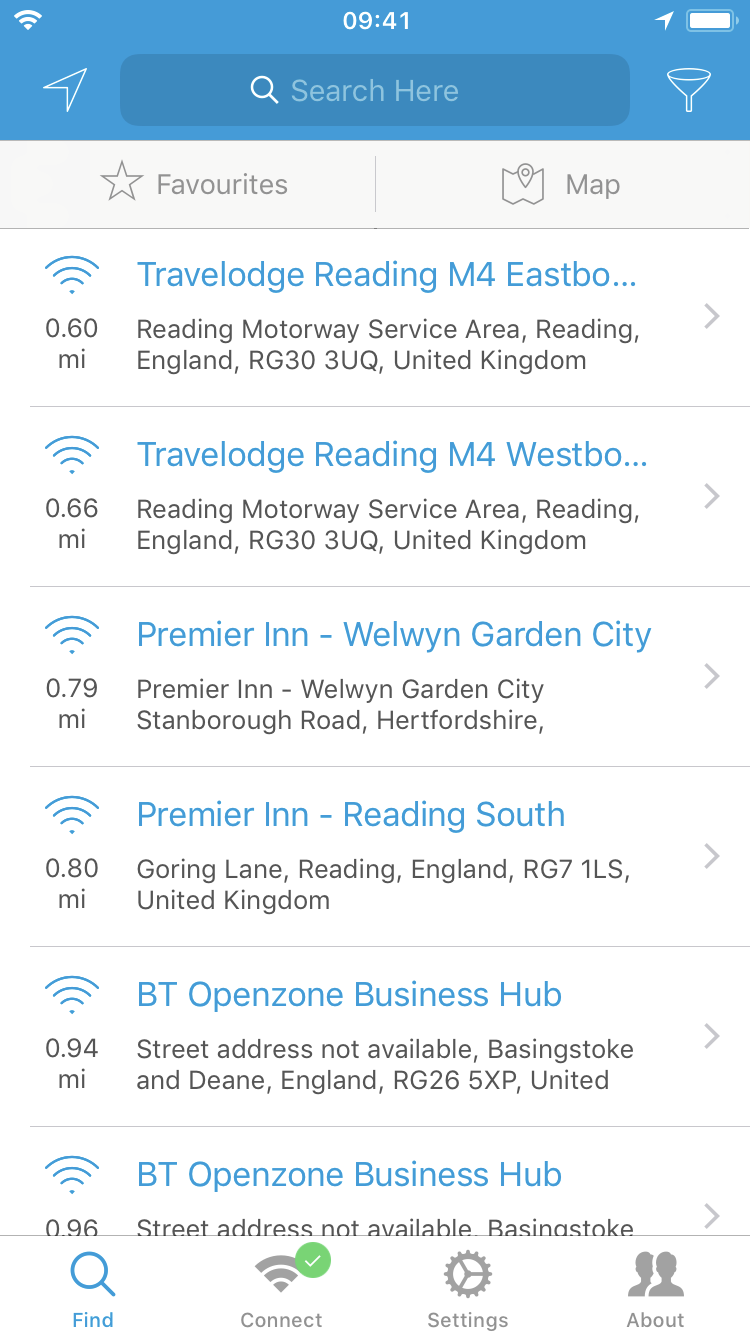 09:41
Search Here
Favourites
Map
Travelodge Reading M4 Eastbo...
0.60
mi
Reading Motorway Service Area, Reading,
England, RG30 3UQ, United Kingdom
Travelodge Reading M4 Westbo...
0.66
mi
Reading Motorway Service Area, Reading,
England, RG30 3UQ, United Kingdom
Premier Inn - Welwyn Garden City
0.79
mi
Premier Inn - Welwyn Garden City
Stanborough Road, Hertfordshire,
Premier Inn - Reading South
0.80
mi
Goring Lane, Reading, England, RG7 1LS,
United Kingdom
BT Openzone Business Hub
0.94
mi
Street address not available, Basingstoke
and Deane, England, RG26 5XP, United
BT Openzone Business Hub
0.96
Street address not available, Basingstoke
Find
Connect
Settings
About